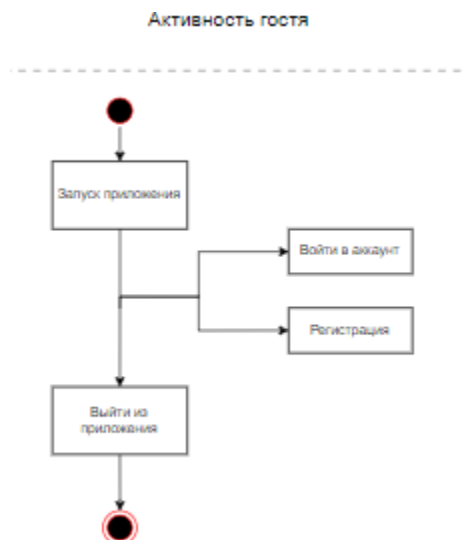 Активность гостя
Запуск приложения
Войти в аккаунт
Регистрация
Выйти из
приложения